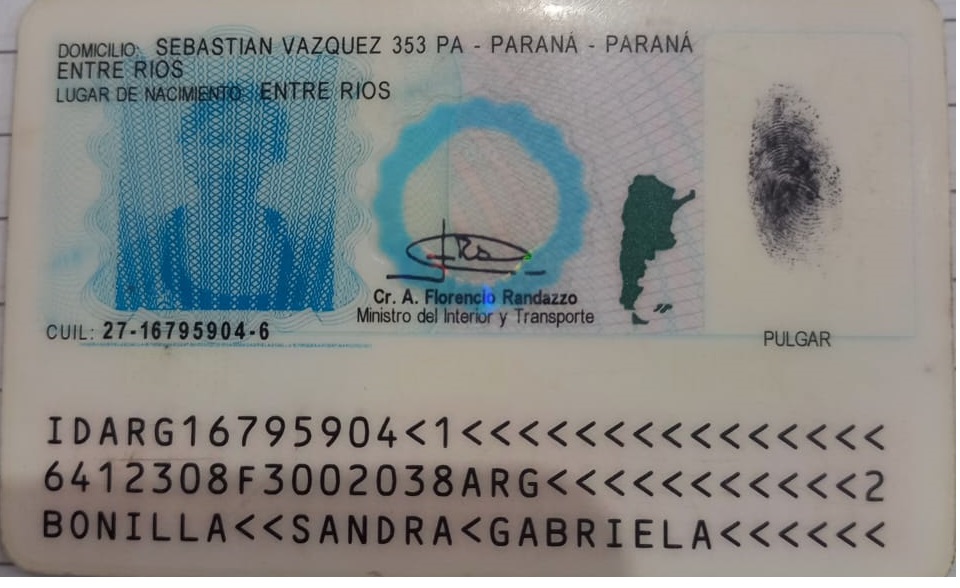 DOMICILIO: SEBASTIAN VAZQUEZ 353 PA - PARANÁ - PARANÁ
ENTRE RIOS
LUGAR DE NACIMIENTO: ENTRE RIOS
Cr. A. Florencio Randazzo
Ministro del Interior y Transporte
CUIL: 27-16795904-6
PULGAR
IDARG16795904<1<<<<<<<<<<<<<<<
6412308F3002038ARG<<<<<<<<<<<2
BONILLA<<SANDRA<GABRIELA<<<<<<